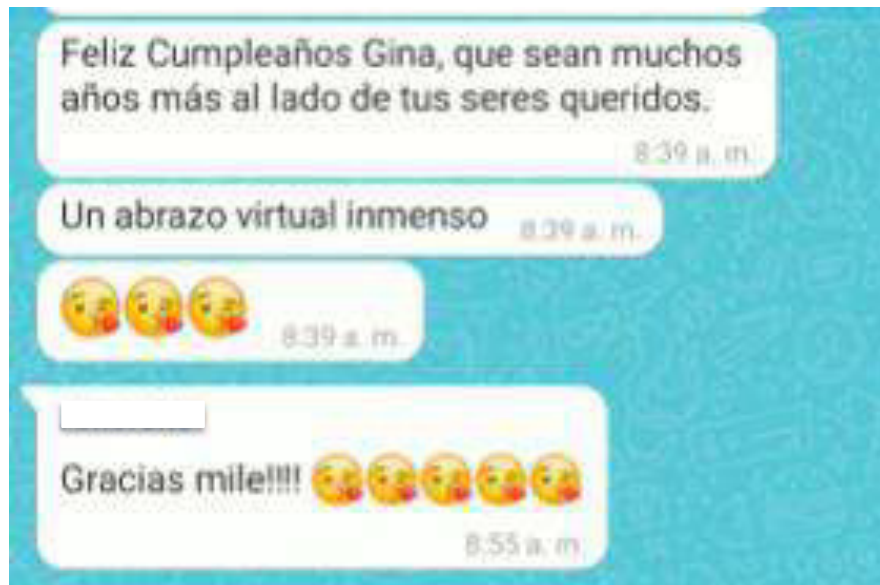 Feliz Cumpleaños Gina, que sean muchos
años más al lado de tus seres queridos.
8:39 a. m.
Un abrazo virtual inmenso 8:39 a. m.
😘😘😘 8:39 a. m.
Gracias mile!!!! 😘😘😘😘😘
8:55 a. m.